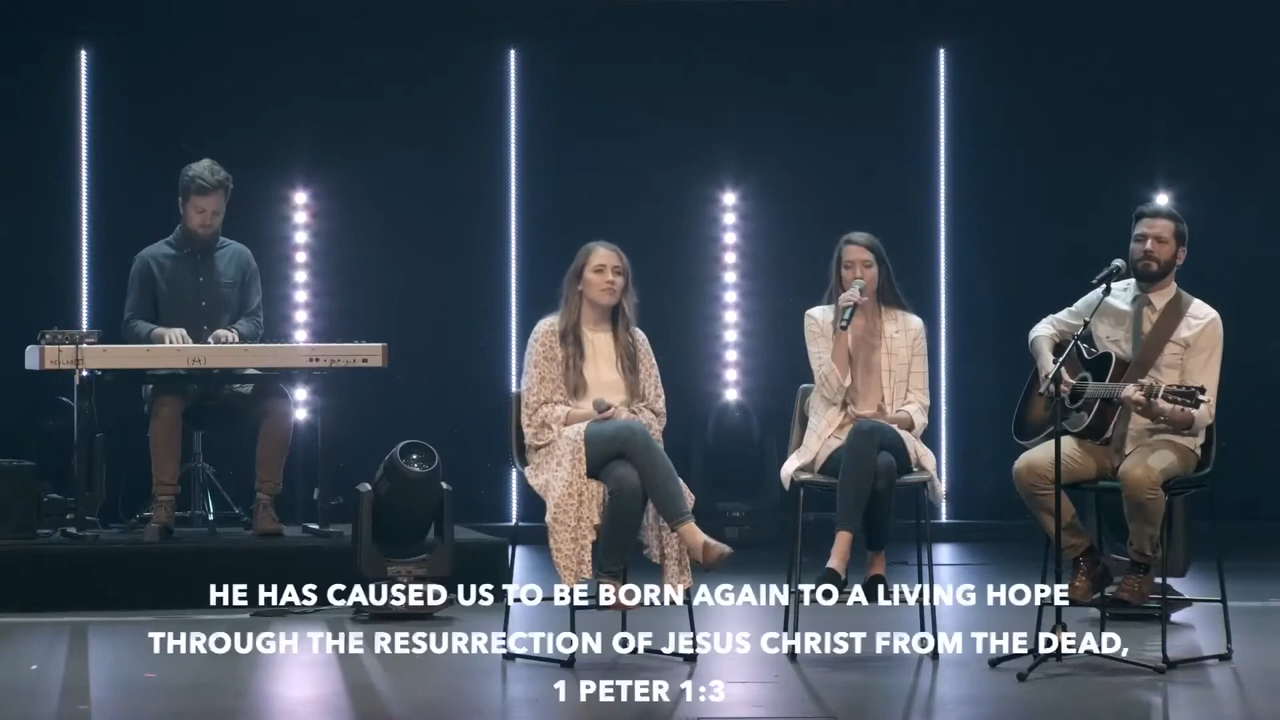 HE HAS CAUSED US TO BE BORN AGAIN TO A LIVING HOPE
THROUGH THE RESURRECTION OF JESUS CHRIST FROM THE DEAD,
1 PETER 1:3